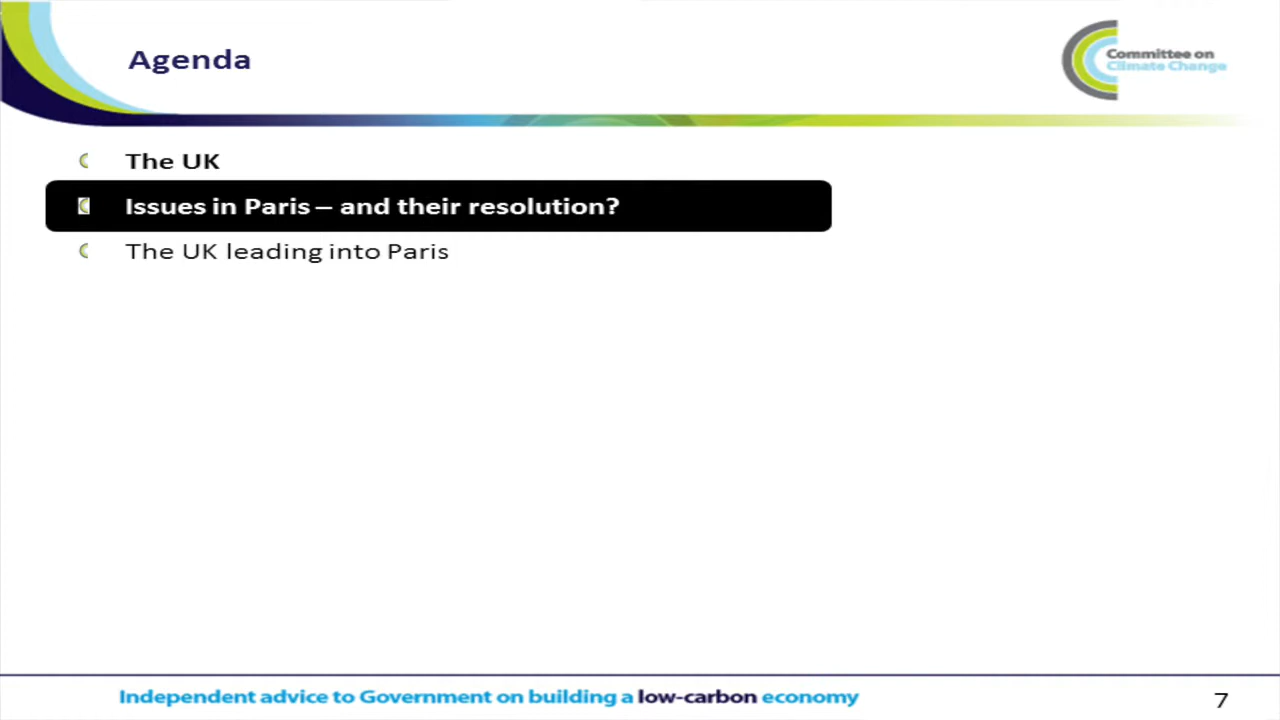 Agenda
Committee on
Climate Change
The UK
Issues in Paris – and their resolution?
The UK leading into Paris
Independent advice to Government on building a low-carbon economy
7